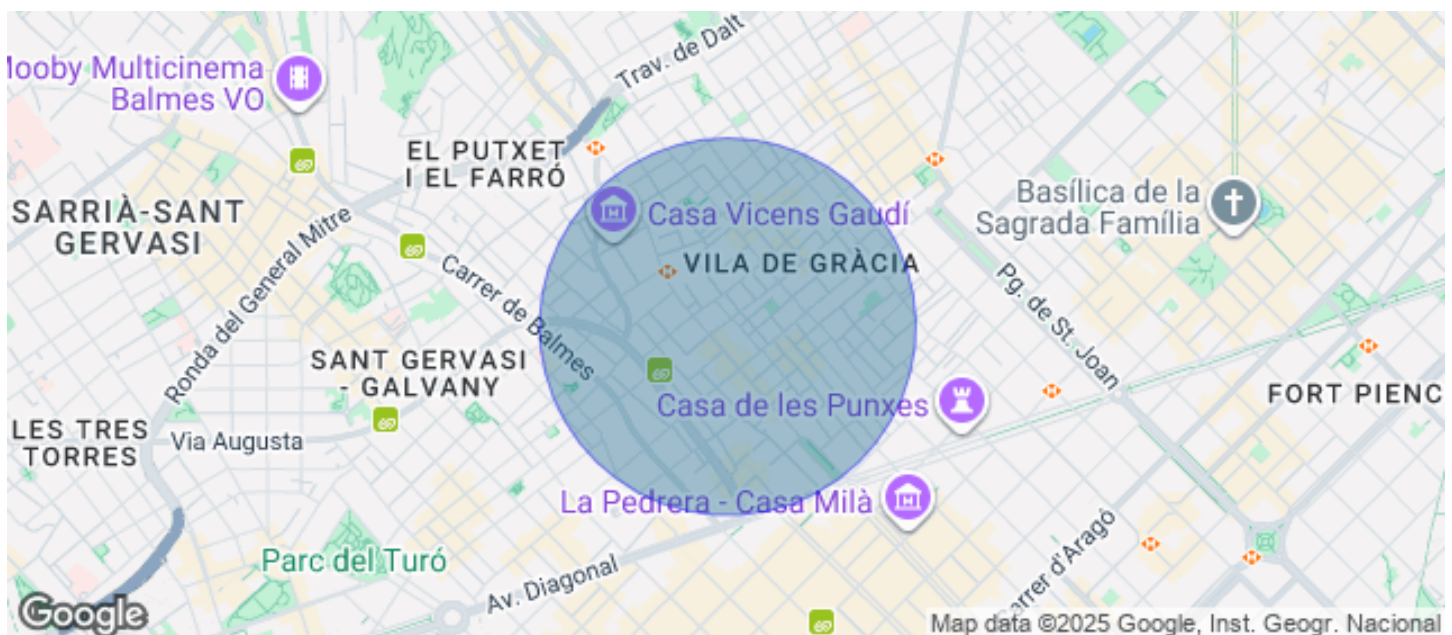 Trav. de Dalt
Mooby Multicinema
Balmes VO
EL PUTXET
I EL FARRÓ
Basílica de la
Sagrada Família
SARRIÀ-SANT
GERVASI
Casa Vicens Gaudí
VILA DE GRÀCIA
Ronda del General Mitre
Carrer de Balmes
Pg. de St. Joan
SANT GERVASI
- GALVANY
FORT PIENC
Casa de les Punxes
LES TRES
TORRES
Via Augusta
La Pedrera - Casa Milà
Parc del Turó
Av. Diagonal
Carrer d'Aragó
Google
Map data ©2025 Google, Inst. Geogr. Nacional